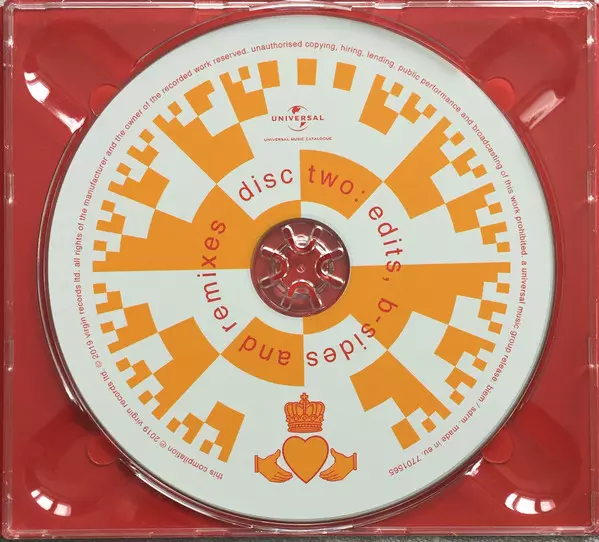 this compilation ℗ 2019 virgin records ltd. © 2019 virgin records ltd. all rights of the manufacturer and the owner of the recorded work reserved. unauthorised copying, hiring, lending, public performance and broadcasting of this work prohibited. a universal music group release. biem / sdrm. made in eu. 7701565
UNIVERSAL
UNIVERSAL MUSIC CATALOGUE
disc two: edits, b-sides and remixes